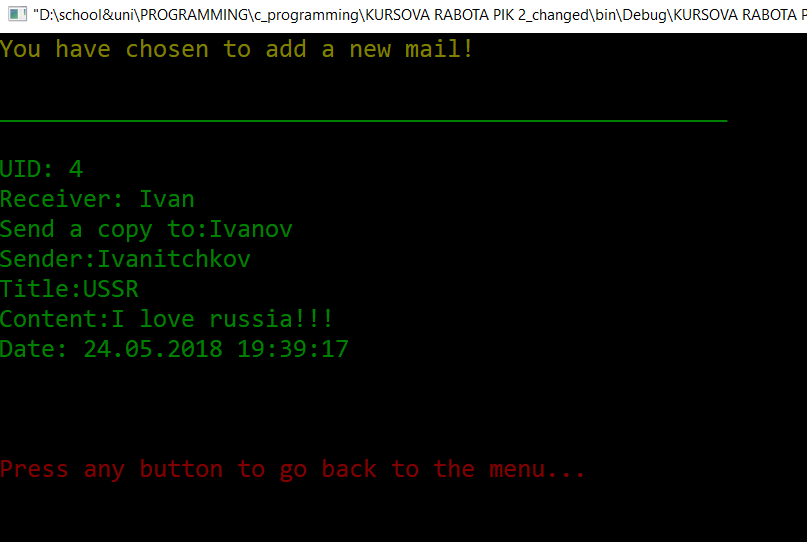 "D:\school&uni\PROGRAMMING\c_programming\KURSOVA RABOTA PIK 2_changed\bin\Debug\KURSOVA RABOTA P
You have chosen to add a new mail!
UID: 4
Receiver: Ivan
Send a copy to:Ivanov
Sender:Ivanitchkov
Title:USSR
Content:I love russia!!!
Date: 24.05.2018 19:39:17
Press any button to go back to the menu...